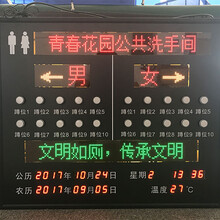 青春花园公共洗手间
←男 女→
蹲位1 蹲位2 蹲位3 蹲位4 蹲位5 蹲位1 蹲位2 蹲位3 蹲位4 蹲位5
蹲位6 蹲位7 蹲位8 蹲位9 蹲位10 蹲位6 蹲位7 蹲位8 蹲位9 蹲位10
文明如厕，传承文明
公历 2017年10月24日 星期2 13 36
农历 2017年09月05日 温度27℃